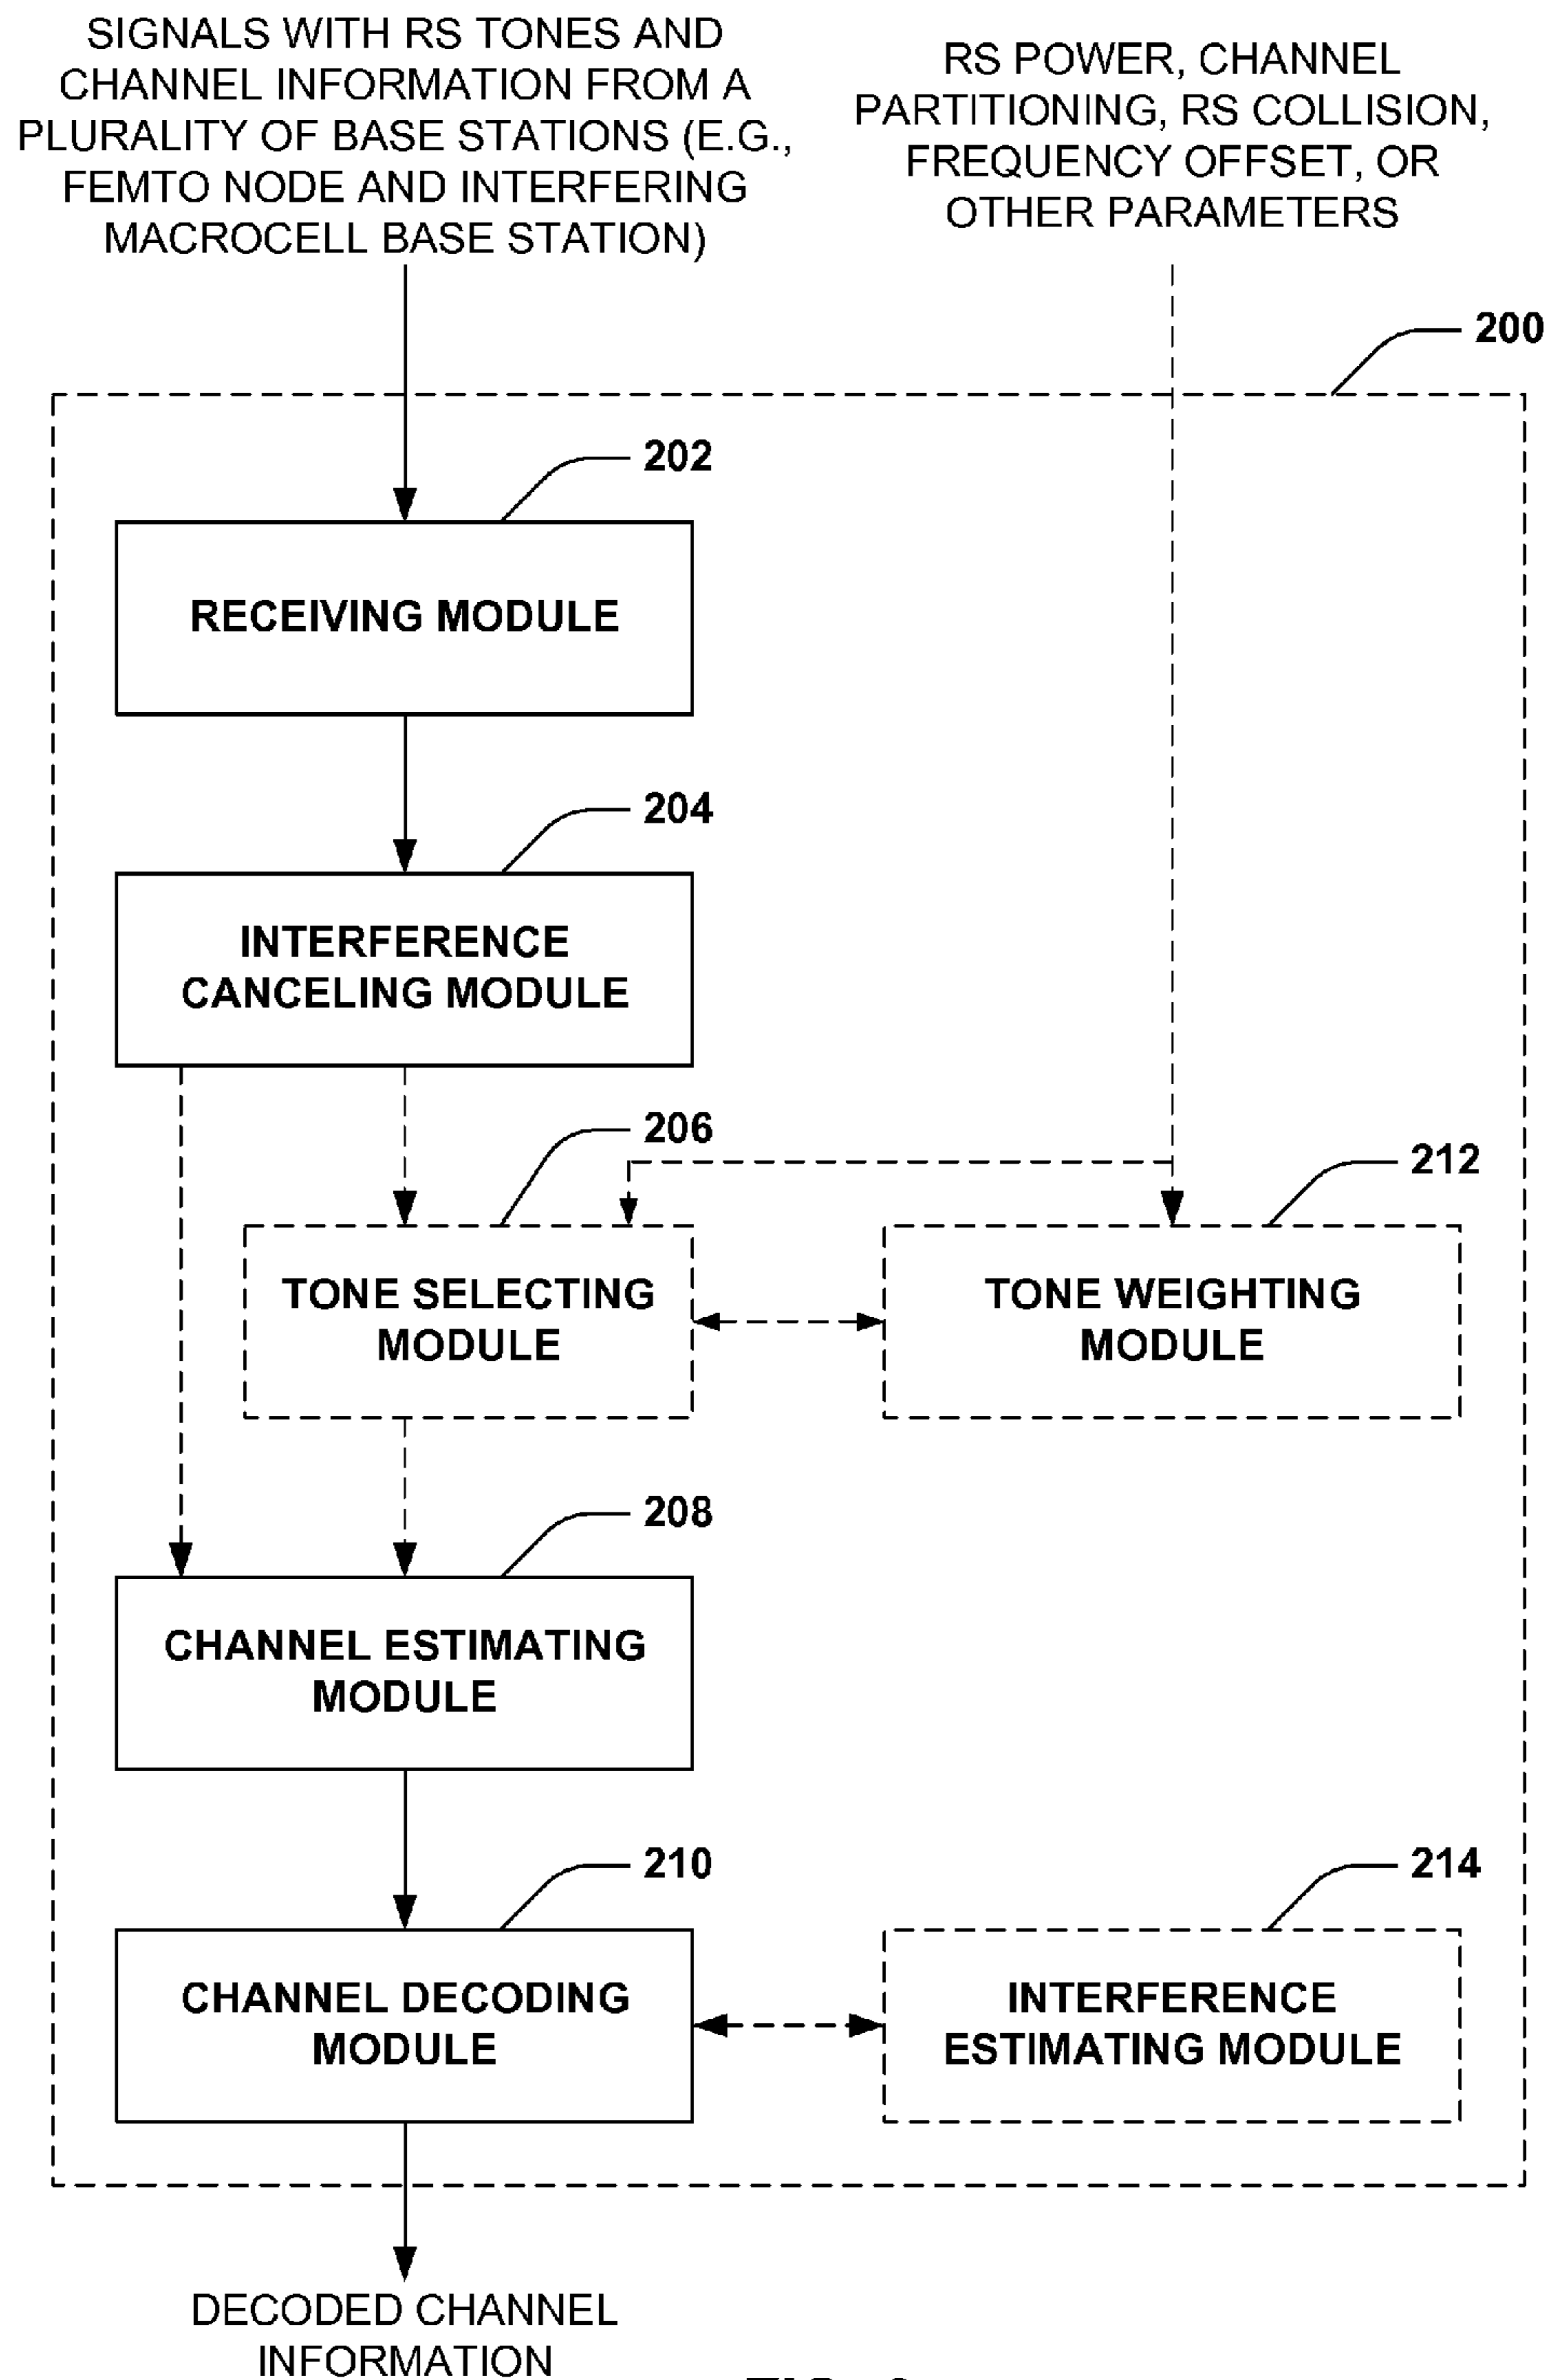 SIGNALS WITH RS TONES AND
CHANNEL INFORMATION FROM A
PLURALITY OF BASE STATIONS (E.G.,
FEMTO NODE AND INTERFERING
MACROCELL BASE STATION)
RS POWER, CHANNEL
PARTITIONING, RS COLLISION,
FREQUENCY OFFSET, OR
OTHER PARAMETERS
200
202
RECEIVING MODULE
204
INTERFERENCE
CANCELING MODULE
206
212
TONE SELECTING
MODULE
TONE WEIGHTING
MODULE
208
CHANNEL ESTIMATING
MODULE
210
214
CHANNEL DECODING
MODULE
INTERFERENCE
ESTIMATING MODULE
DECODED CHANNEL
INFORMATION